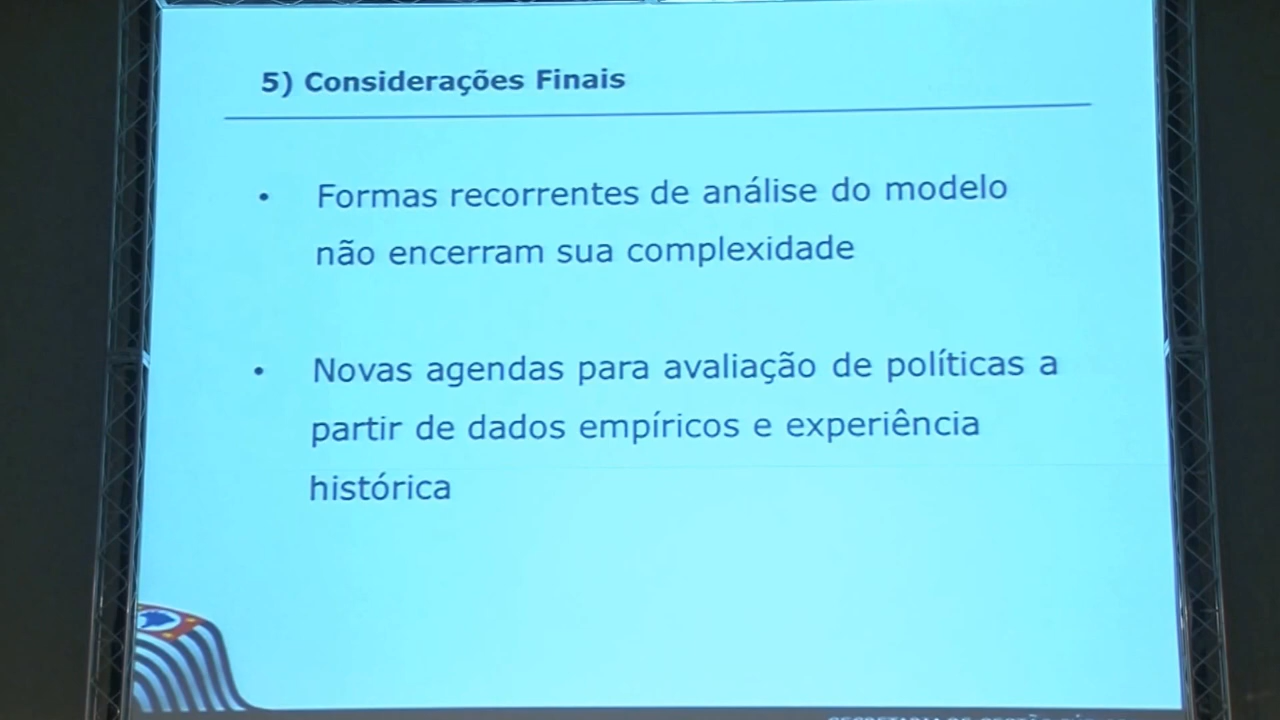 5) Considerações Finais
• Formas recorrentes de análise do modelo
não encerram sua complexidade
• Novas agendas para avaliação de políticas a
partir de dados empíricos e experiência
histórica